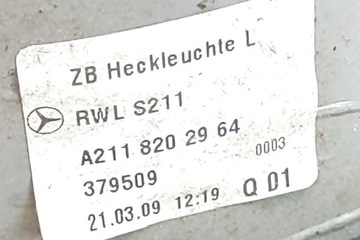 ZB Heckleuchte L
RWL S211
A211 820 29 64
379509 0003
21.03.09 12:19 Q 01